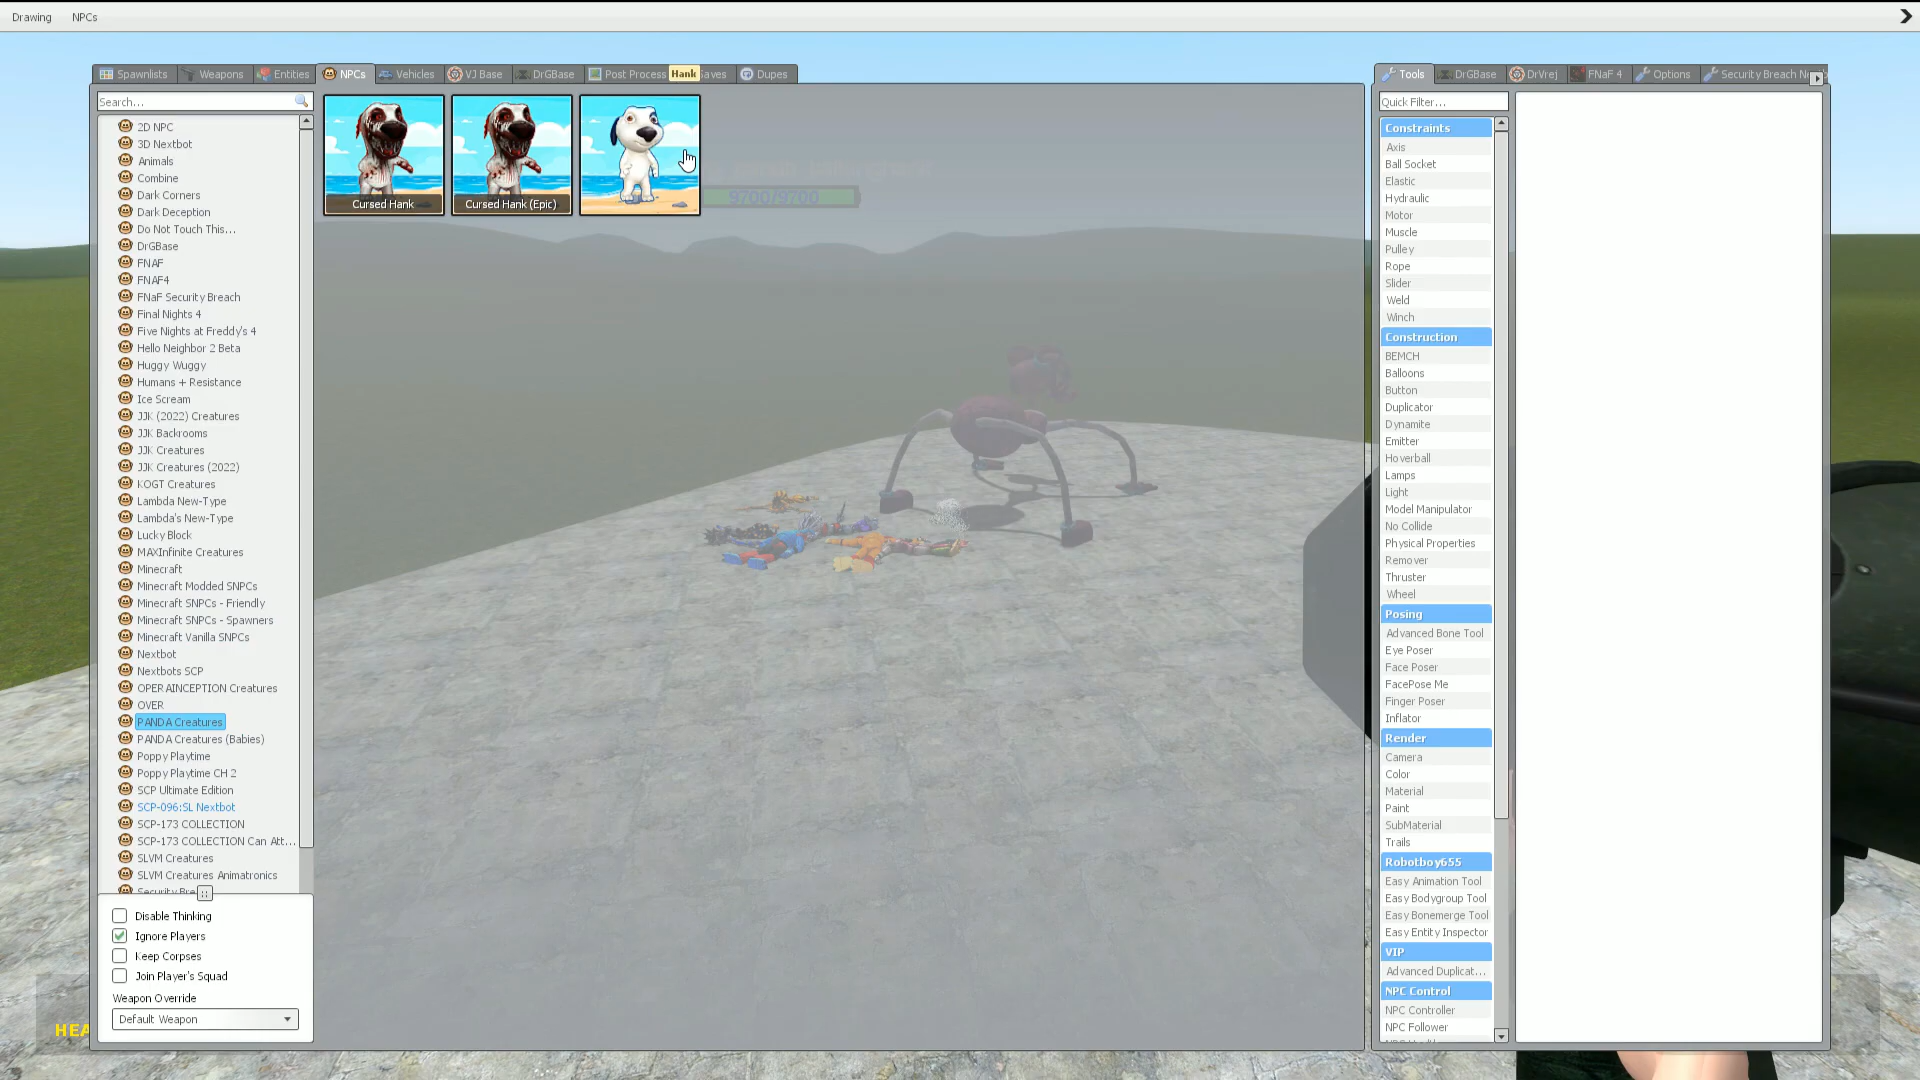 Drawing NPCs
Spawnlists Weapons Entities NPCs Vehicles VJ Base DrGBase Post Process Hank Saves Dupes
Search...
2D NPC
3D Nextbot
Animals
Combine
Dark Corners
Dark Deception
Do Not Touch This...
DrGBase
FNAF
FNAF4
FNaF Security Breach
Final Nights 4
Five Nights at Freddy's 4
Hello Neighbor 2 Beta
Huggy Wuggy
Humans + Resistance
Ice Scream
JJK (2022) Creatures
JJK Backrooms
JJK Creatures
JJK Creatures (2022)
KOGT Creatures
Lambda New-Type
Lambda's New-Type
Lucky Block
MAXInfinite Creatures
Minecraft
Minecraft Modded SNPCs
Minecraft SNPCs - Friendly
Minecraft SNPCs - Spawners
Minecraft Vanilla SNPCs
Nextbot
Nextbots SCP
OPERAINCEPTION Creatures
OVER
PANDA Creatures
PANDA Creatures (Babies)
Poppy Playtime
Poppy Playtime CH 2
SCP Ultimate Edition
SCP-096:SL Nextbot
SCP-173 COLLECTION
SCP-173 COLLECTION Can Att...
SLVM Creatures
SLVM Creatures Animatronics
Security Bre
Disable Thinking
Ignore Players
Keep Corpses
Join Player's Squad
Weapon Override
Default Weapon
HEA
Cursed Hank
Cursed Hank (Epic)
9700/9700
Tools DrGBase DrVrej FNaF 4 Options Security Breach
Quick Filter...
Constraints
Axis
Ball Socket
Elastic
Hydraulic
Motor
Muscle
Pulley
Rope
Slider
Weld
Winch
Construction
BEMCH
Balloons
Button
Duplicator
Dynamite
Emitter
Hoverball
Lamps
Light
Model Manipulator
No Collide
Physical Properties
Remover
Thruster
Wheel
Posing
Advanced Bone Tool
Eye Poser
Face Poser
FacePose Me
Finger Poser
Inflator
Render
Camera
Color
Material
Paint
SubMaterial
Trails
Robotboy655
Easy Animation Tool
Easy Bodygroup Tool
Easy Bonemerge Tool
Easy Entity Inspector
VIP
Advanced Duplicat...
NPC Control
NPC Controller
NPC Follower